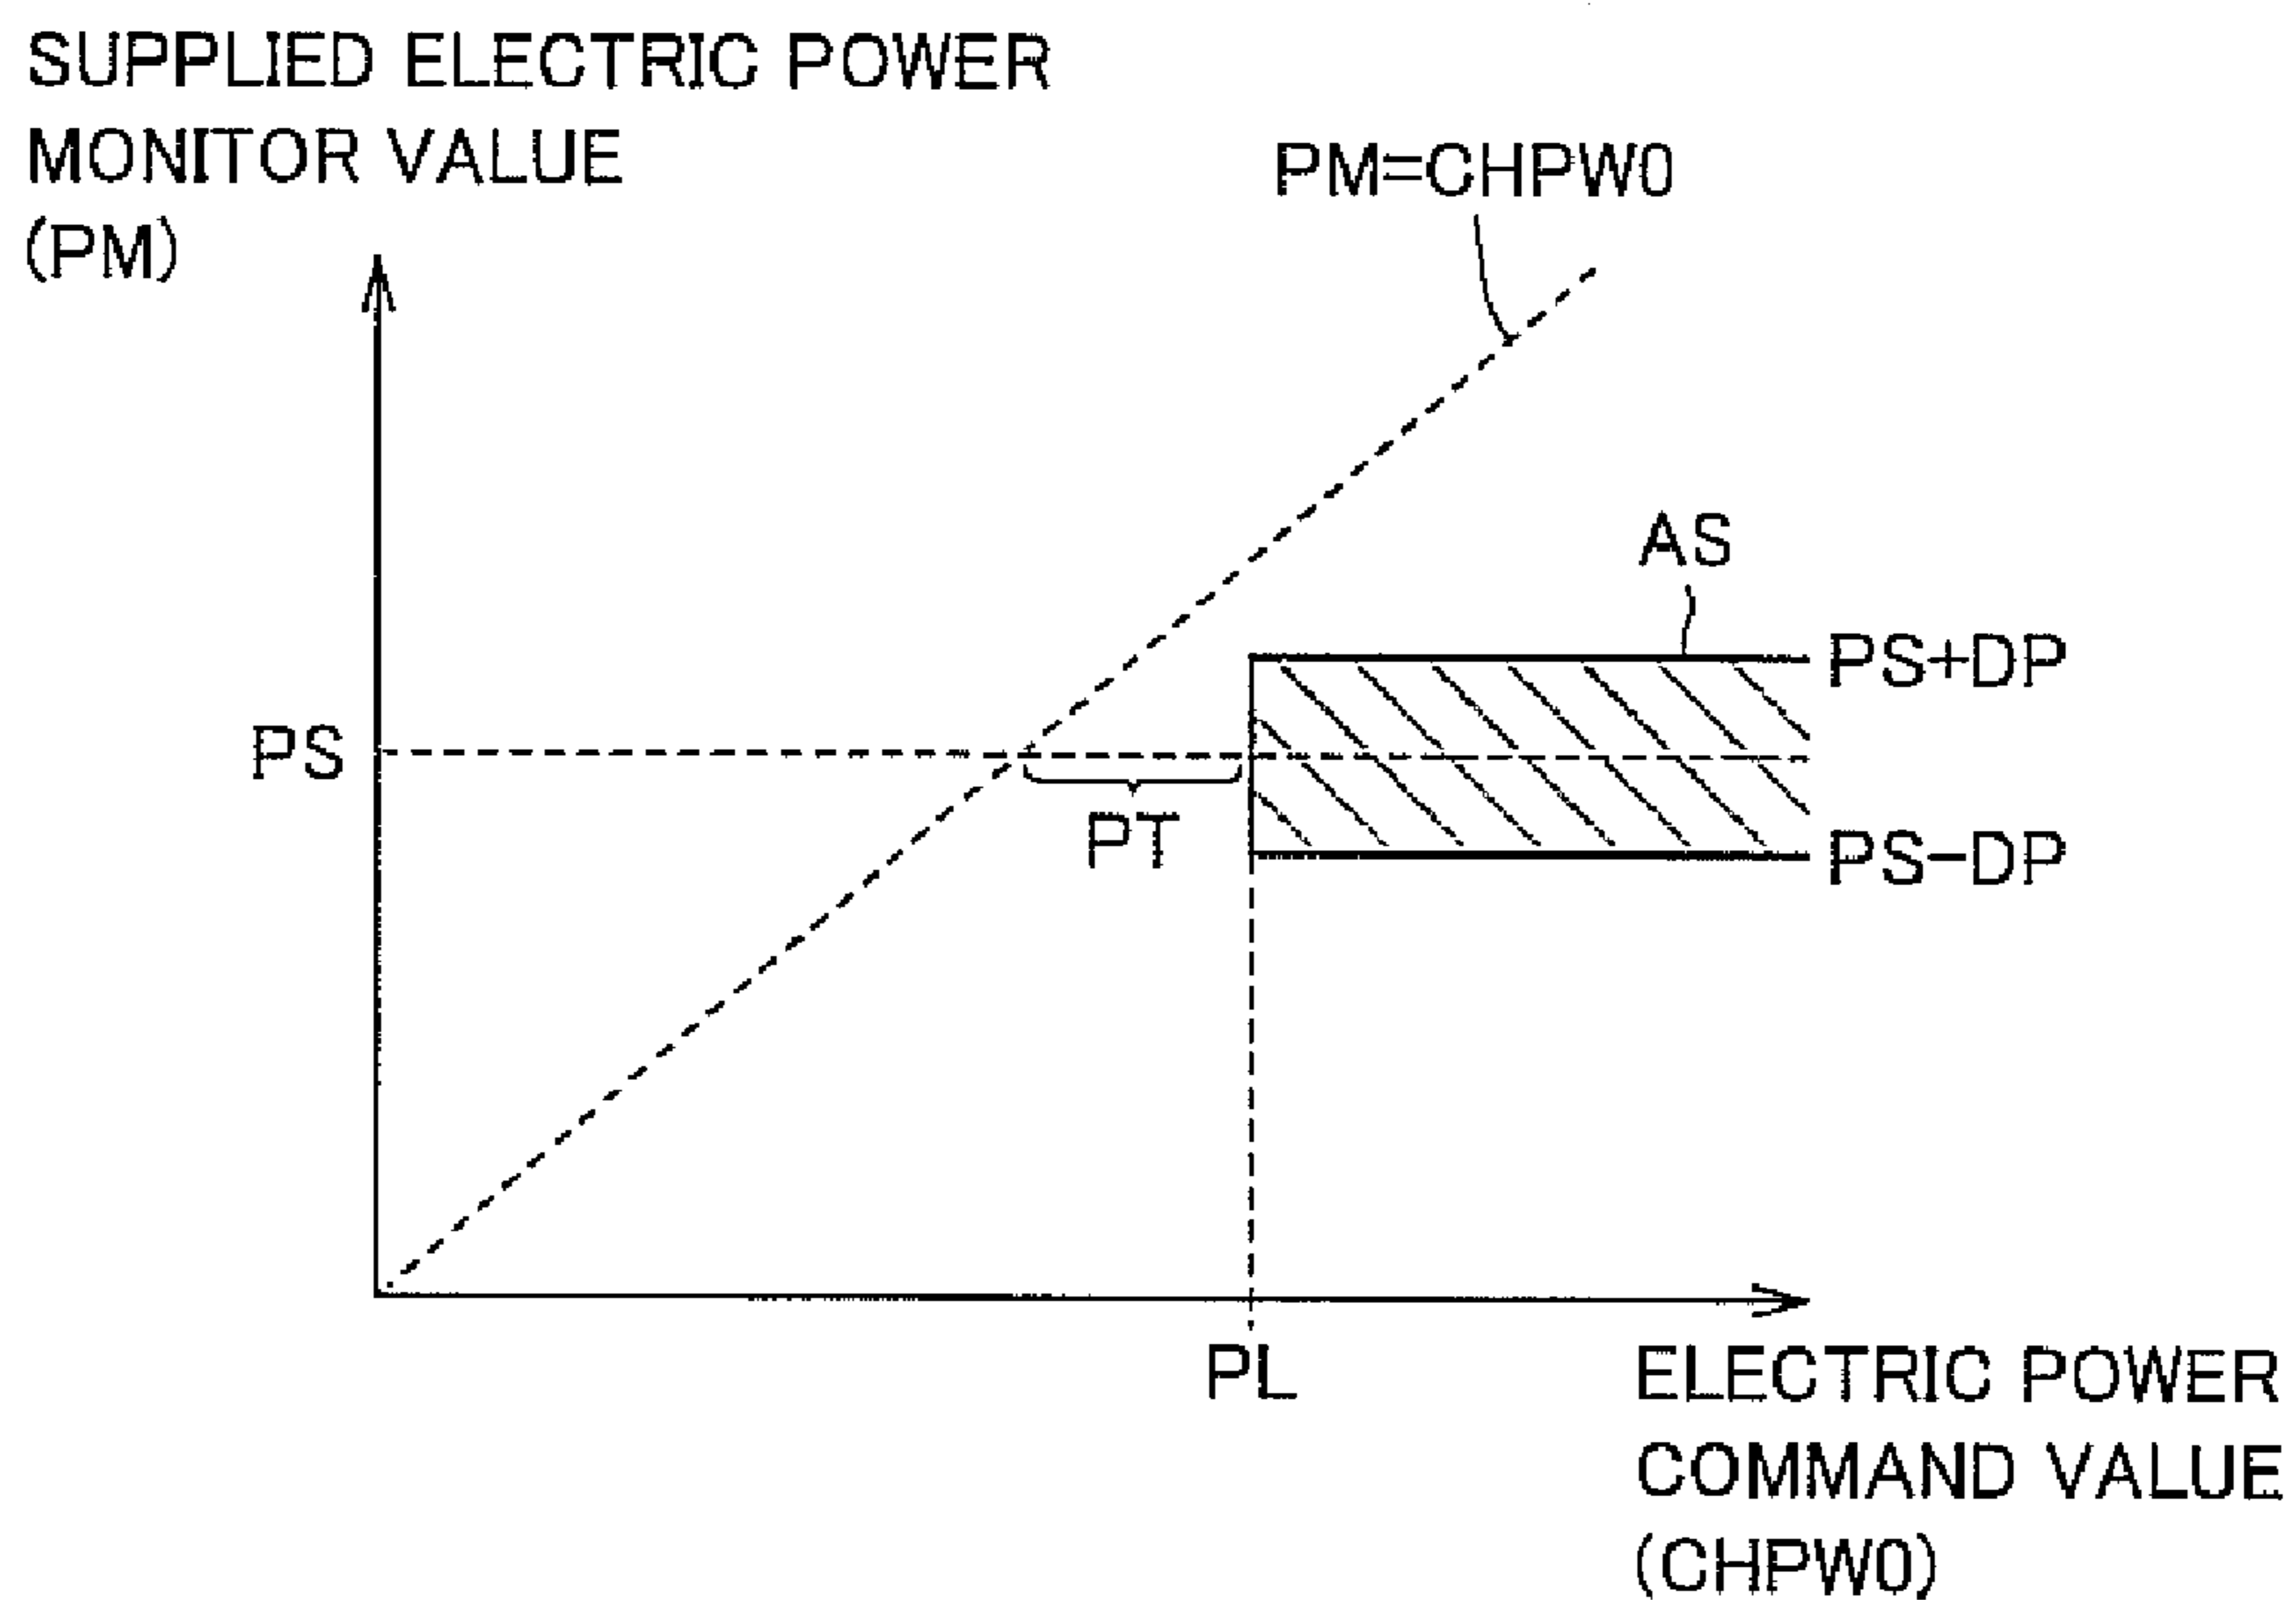 SUPPLIED ELECTRIC POWER
MONITOR VALUE
(PM)
PM=CHPW0
AS
PS+DP
PS
PT
PS−DP
PL
ELECTRIC POWER
COMMAND VALUE
(CHPW0)